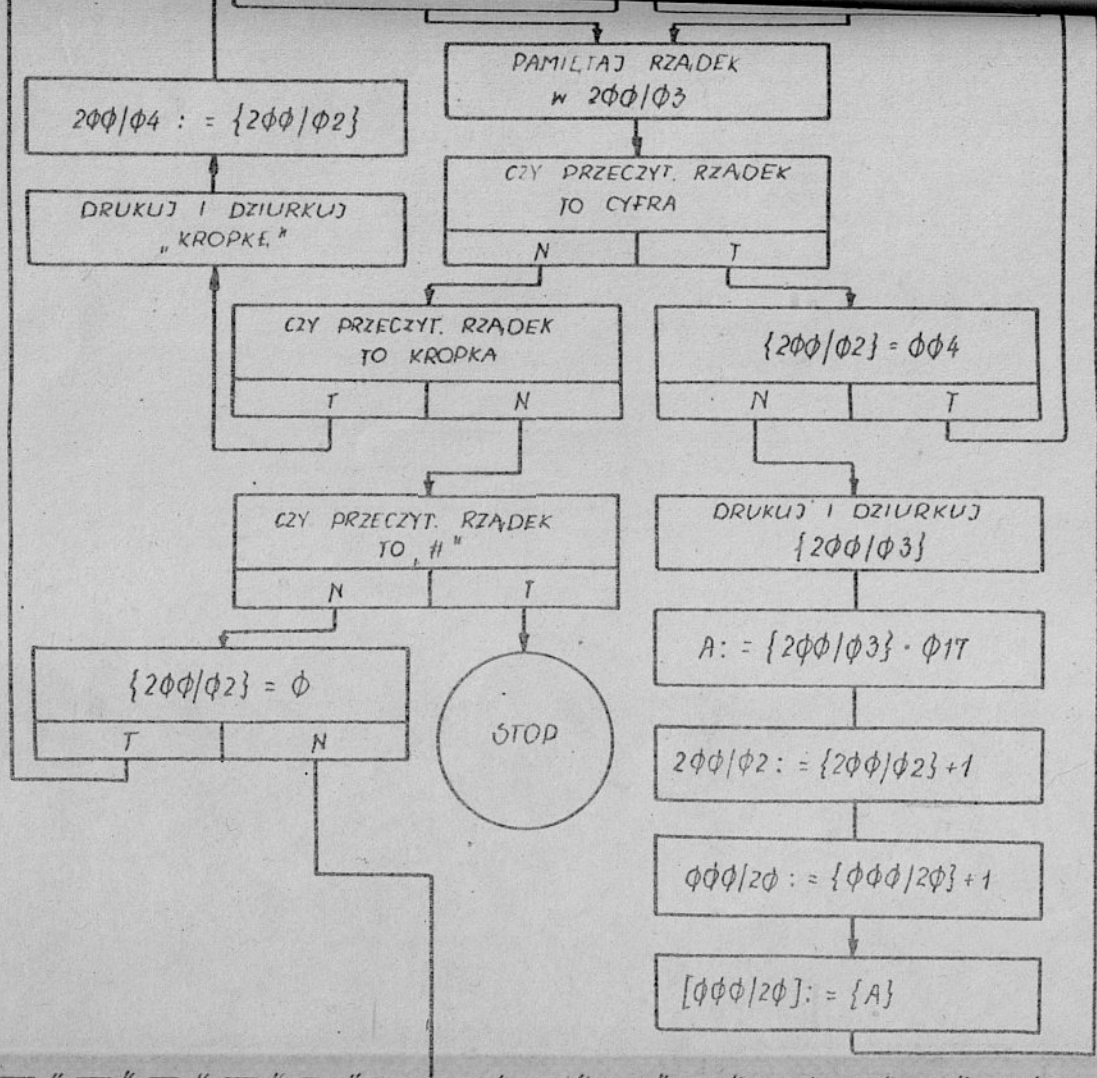 PAMIĘTAJ RZĄDEK
W 2ΦΦ/Φ3
2ΦΦ/Φ4 : = {2ΦΦ/Φ2}
CZY PRZECZYT. RZĄDEK
TO CYFRA
N T
DRUKUJ I DZIURKUJ
„KROPKĘ"
CZY PRZECZYT. RZĄDEK
TO KROPKA
T N
{2ΦΦ/Φ2} = ΦΦ4
N T
CZY PRZECZYT. RZĄDEK
TO „#"
N T
DRUKUJ I DZIURKUJ
{2ΦΦ/Φ3}
A: = {2ΦΦ/Φ3} · Φ17
{2ΦΦ/Φ2} = Φ
T N
STOP
2ΦΦ/Φ2: = {2ΦΦ/Φ2}+1
ΦΦΦ/2Φ : = {ΦΦΦ/2Φ}+1
[ΦΦΦ/2Φ]: = {A}